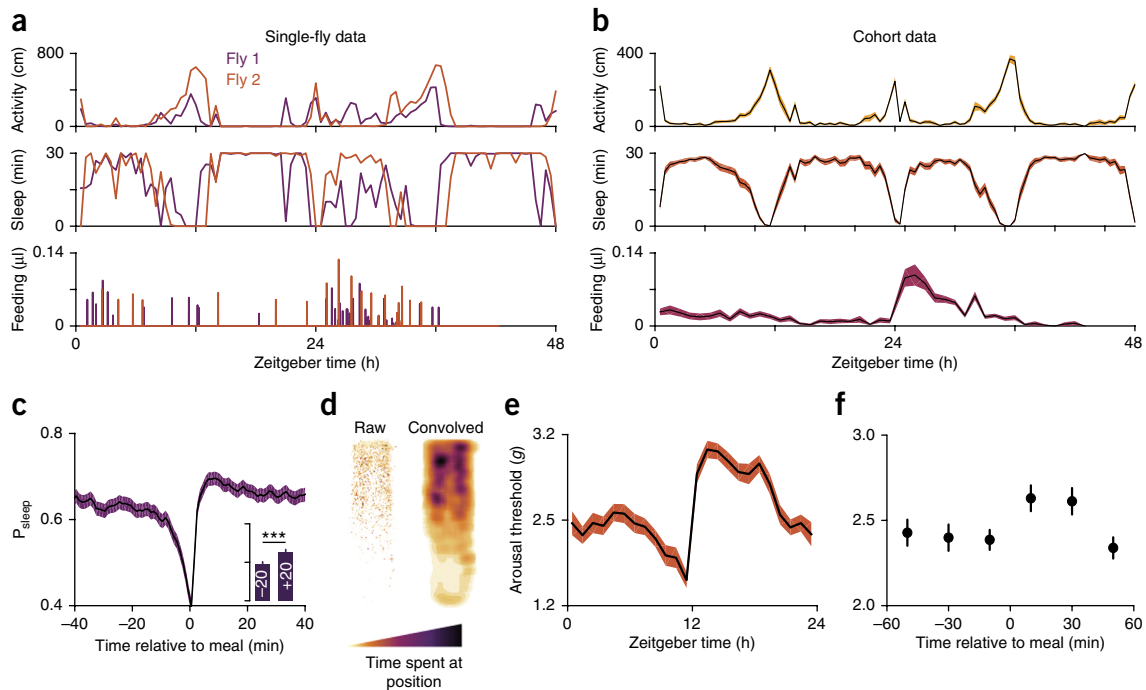 a
Single-fly data
Fly 1
Fly 2
800
0
Activity (cm)
30
0
Sleep (min)
0.14
0
Feeding (µl)
0
24
48
Zeitgeber time (h)
b
Cohort data
400
0
Activity (cm)
30
0
Sleep (min)
0.14
0
Feeding (µl)
0
24
48
Zeitgeber time (h)
c
0.8
0.6
0.4
Psleep
***
–20
+20
–40
–20
0
20
40
Time relative to meal (min)
d
Raw
Convolved
Time spent at
position
e
3.2
2.5
1.2
Arousal threshold (g)
0
12
24
Zeitgeber time (h)
f
3.0
2.5
2.0
–60
–30
0
30
60
Time relative to meal (min)